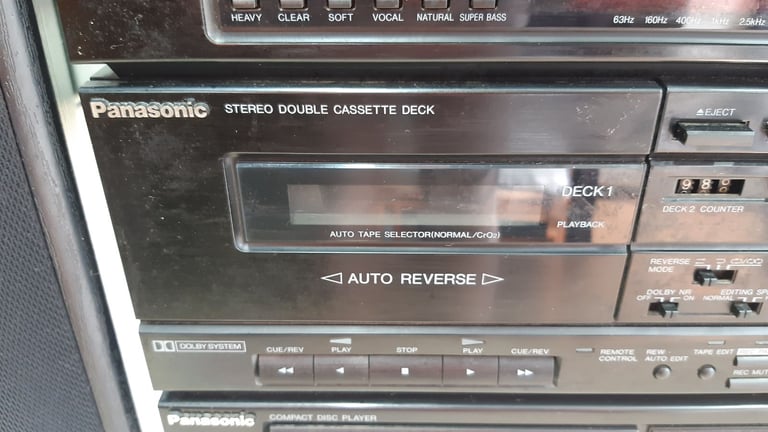 HEAVY CLEAR SOFT VOCAL NATURAL SUPER BASS
63Hz 160Hz 400Hz 1kHz 2.5kHz
Panasonic STEREO DOUBLE CASSETTE DECK
▲EJECT
DECK 1
PLAYBACK
AUTO TAPE SELECTOR(NORMAL/CrO2)
DECK 2 COUNTER
◁ AUTO REVERSE ▷
REVERSE
MODE
DOLBY NR
OFF ON
EDITING
NORMAL
DOLBY SYSTEM
CUE/REV PLAY STOP PLAY CUE/REV
REMOTE
CONTROL
REW
AUTO EDIT
TAPE EDIT
REC
Panasonic COMPACT DISC PLAYER